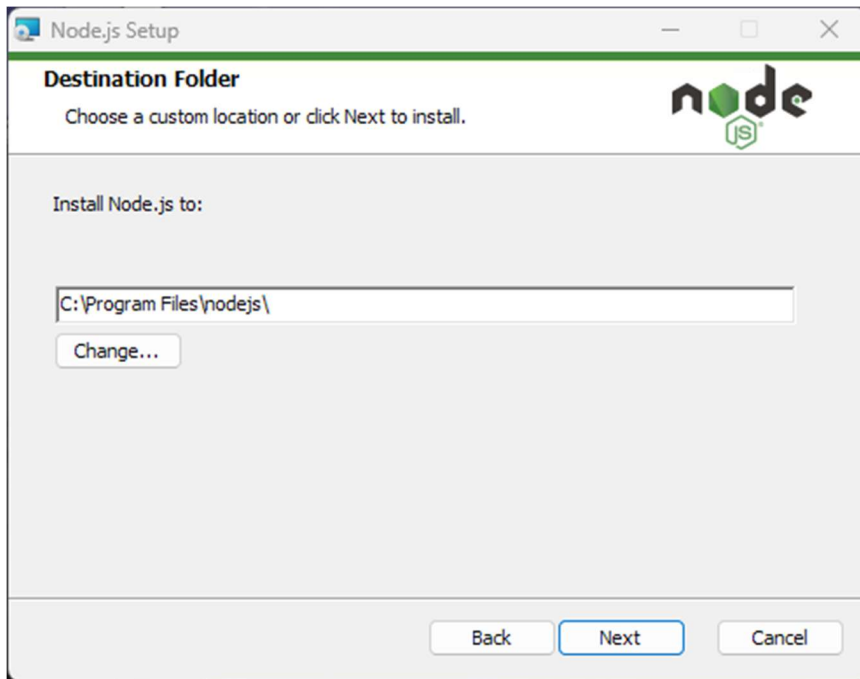 Node.js Setup
Destination Folder
Choose a custom location or click Next to install.
node
JS
Install Node.js to:
C:\Program Files\nodejs\
Change...
Back Next Cancel